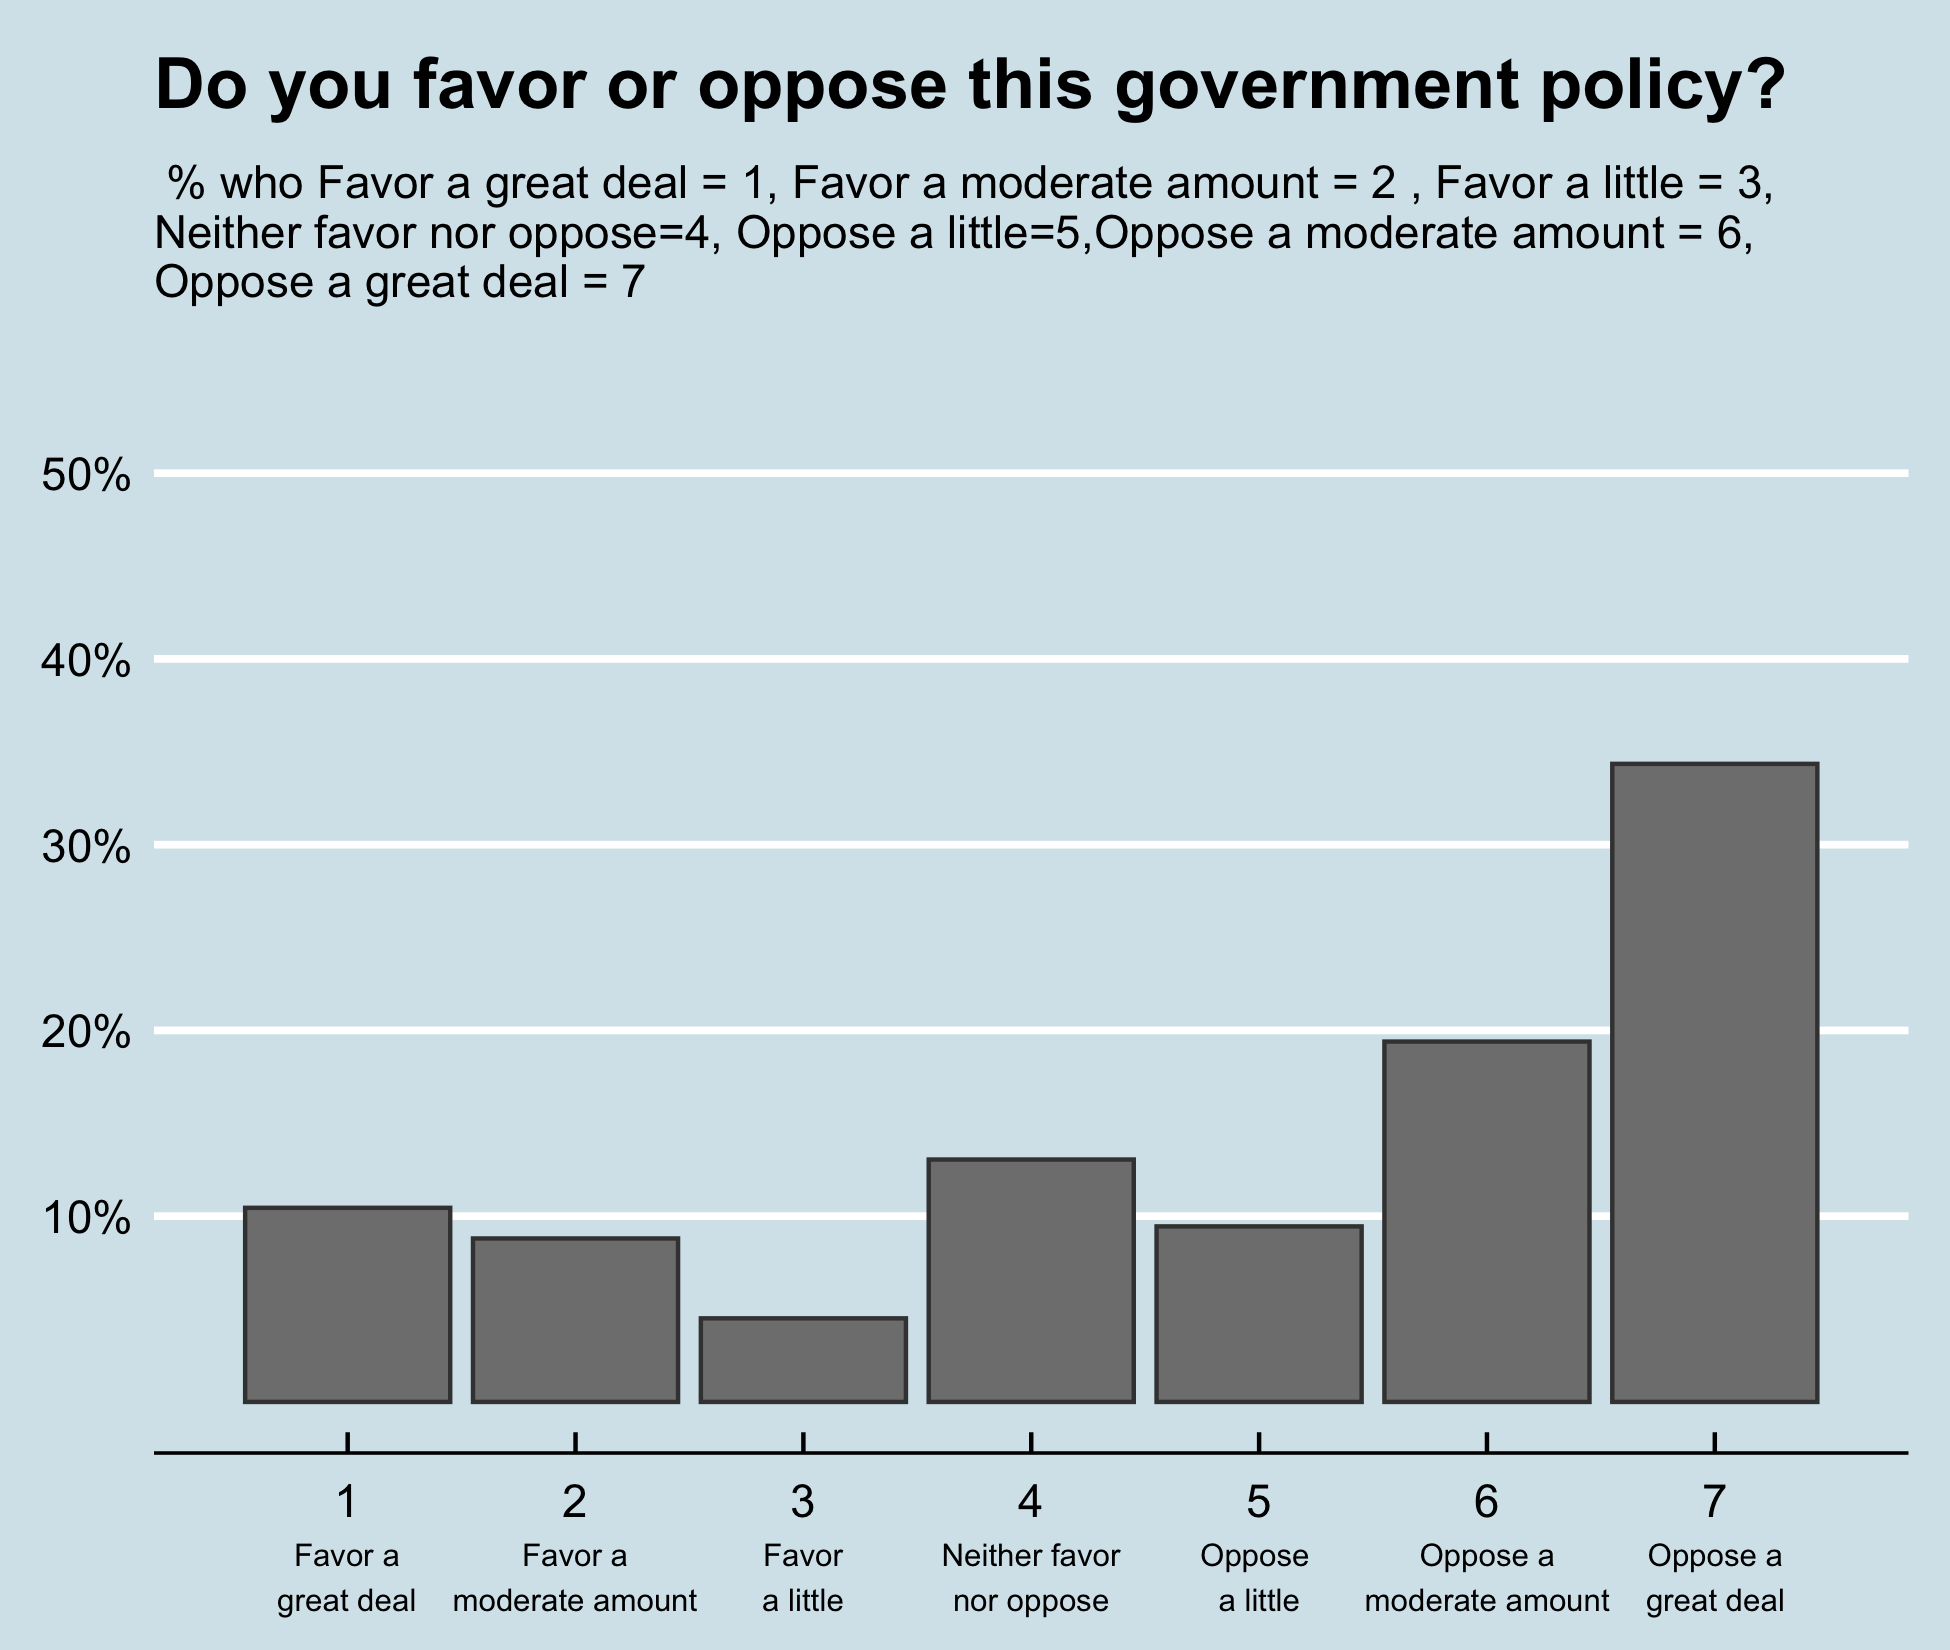 Do you favor or oppose this government policy?
% who Favor a great deal = 1, Favor a moderate amount = 2 , Favor a little = 3,
Neither favor nor oppose=4, Oppose a little=5,Oppose a moderate amount = 6,
Oppose a great deal = 7
50%
40%
30%
20%
10%
1 2 3 4 5 6 7
Favor a Favor a Favor Neither favor Oppose Oppose a Oppose a
great deal moderate amount a little nor oppose a little moderate amount great deal